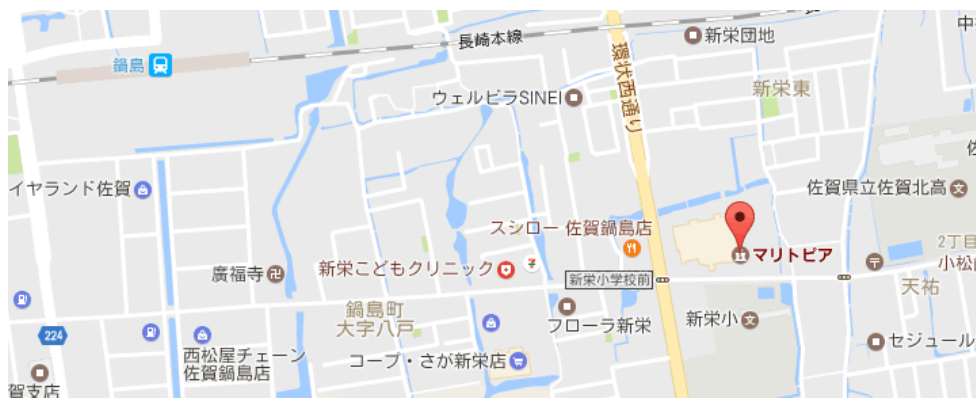 中
長崎本線
新栄団地
鍋島
環状西通り
新栄東
ウェルビラSINEI
佐
イヤランド佐賀
佐賀県立佐賀北高
スシロー 佐賀鍋島店
マリトピア
2丁目
小松
廣福寺
新栄こどもクリニック
新栄小学校前
天祐
鍋島町
大字八戸
フローラ新栄
新栄小
224
西松屋チェーン
佐賀鍋島店
コープ・さが新栄店
セジュール
賀支店